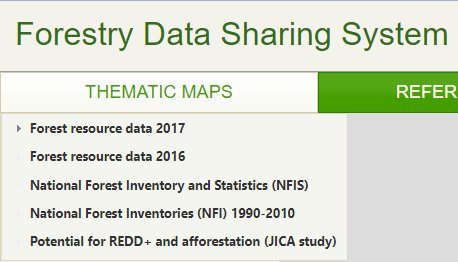 Forestry Data Sharing System
THEMATIC MAPS
REFER
Forest resource data 2017
Forest resource data 2016
National Forest Inventory and Statistics (NFIS)
National Forest Inventories (NFI) 1990-2010
Potential for REDD+ and afforestation (JICA study)